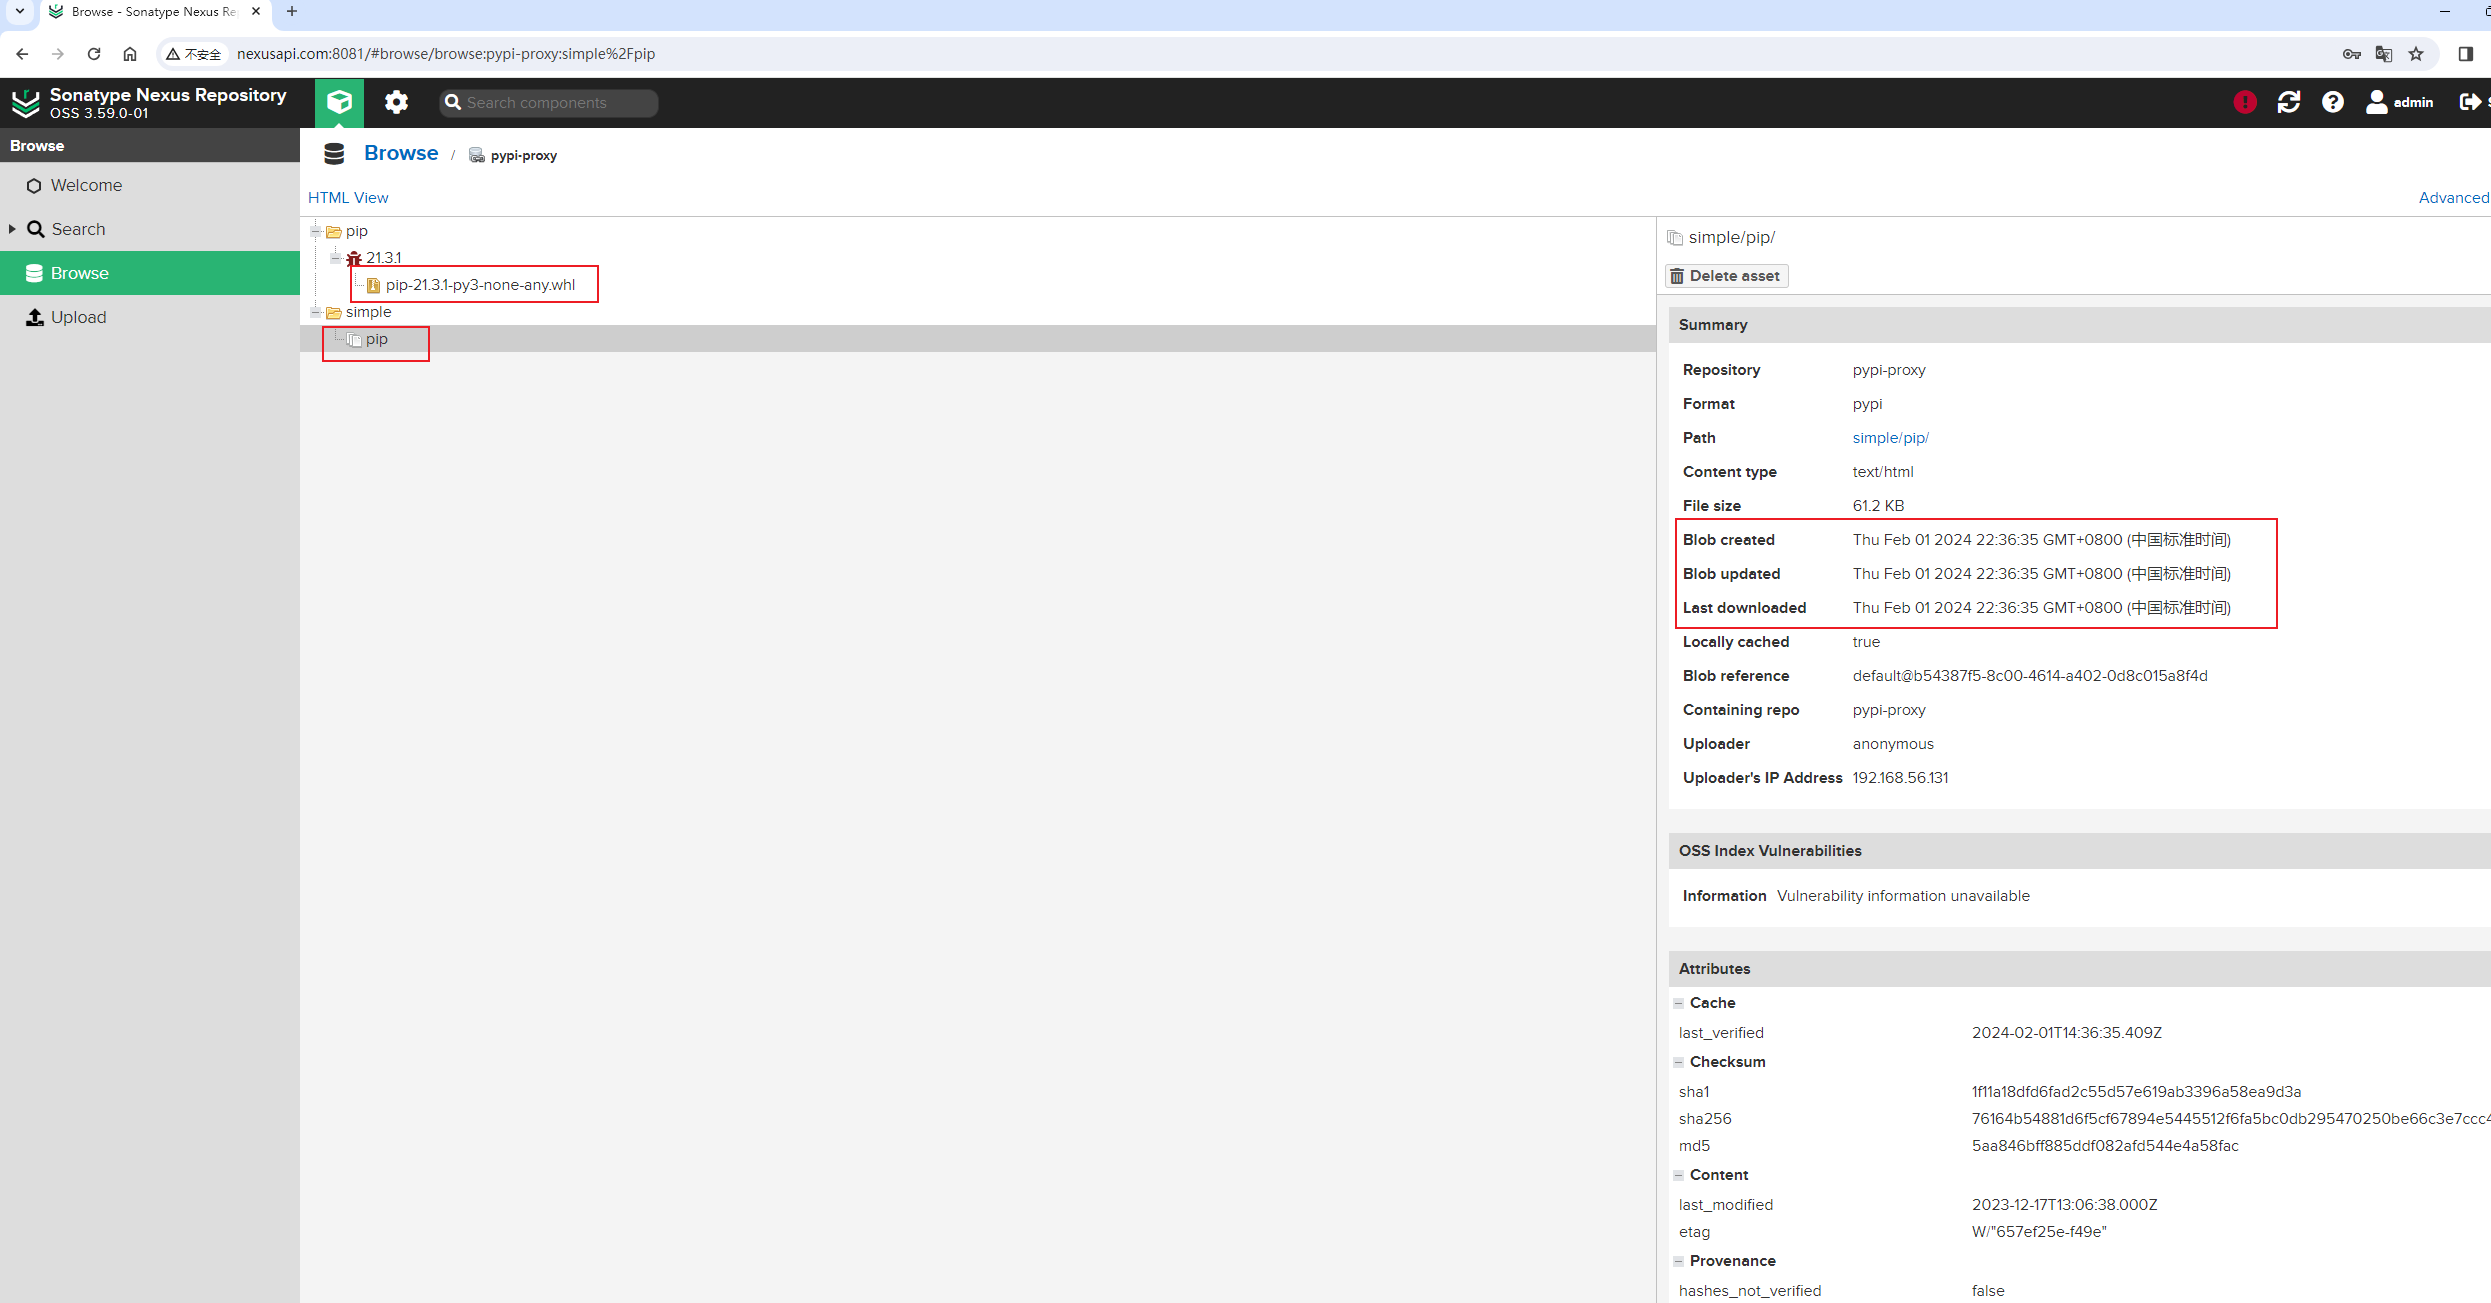 Browse - Sonatype Nexus Re
不安全
nexusapi.com:8081/#browse/browse:pypi-proxy:simple%2Fpip
Sonatype Nexus Repository
OSS 3.59.0-01
Search components
admin
Browse
Welcome
Search
Browse
Upload
Browse / pypi-proxy
HTML View
Advanced
pip
21.3.1
pip-21.3.1-py3-none-any.whl
simple
pip
simple/pip/
Delete asset
Summary
Repository pypi-proxy
Format pypi
Path simple/pip/
Content type text/html
File size 61.2 KB
Blob created Thu Feb 01 2024 22:36:35 GMT+0800 (中国标准时间)
Blob updated Thu Feb 01 2024 22:36:35 GMT+0800 (中国标准时间)
Last downloaded Thu Feb 01 2024 22:36:35 GMT+0800 (中国标准时间)
Locally cached true
Blob reference default@b54387f5-8c00-4614-a402-0d8c015a8f4d
Containing repo pypi-proxy
Uploader anonymous
Uploader's IP Address 192.168.56.131
OSS Index Vulnerabilities
Information Vulnerability information unavailable
Attributes
Cache
last_verified 2024-02-01T14:36:35.409Z
Checksum
sha1 1f11a18dfd6fad2c55d57e619ab3396a58ea9d3a
sha256 76164b54881d6f5cf67894e5445512f6fa5bc0db295470250be66c3e7ccc4
md5 5aa846bff885ddf082afd544e4a58fac
Content
last_modified 2023-12-17T13:06:38.000Z
etag W/"657ef25e-f49e"
Provenance
hashes_not_verified false